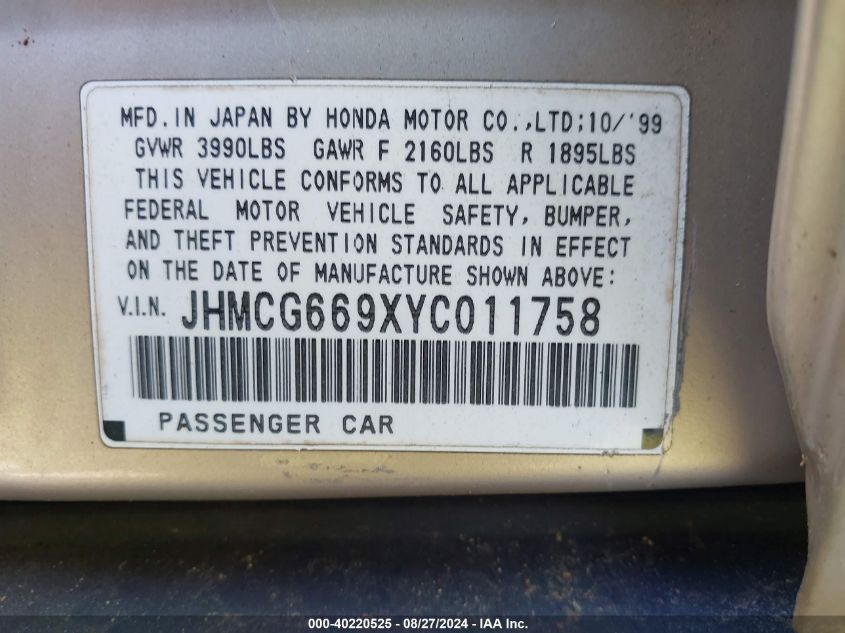 MFD.IN JAPAN BY HONDA MOTOR CO.,LTD;10/'99
GVWR 3990LBS GAWR F 2160LBS R 1895LBS
THIS VEHICLE CONFORMS TO ALL APPLICABLE
FEDERAL MOTOR VEHICLE SAFETY, BUMPER,
AND THEFT PREVENTION STANDARDS IN EFFECT
ON THE DATE OF MANUFACTURE SHOWN ABOVE:
V.I.N. JHMCG669XYC011758
PASSENGER CAR
000-40220525 - 08/27/2024 - IAA Inc.